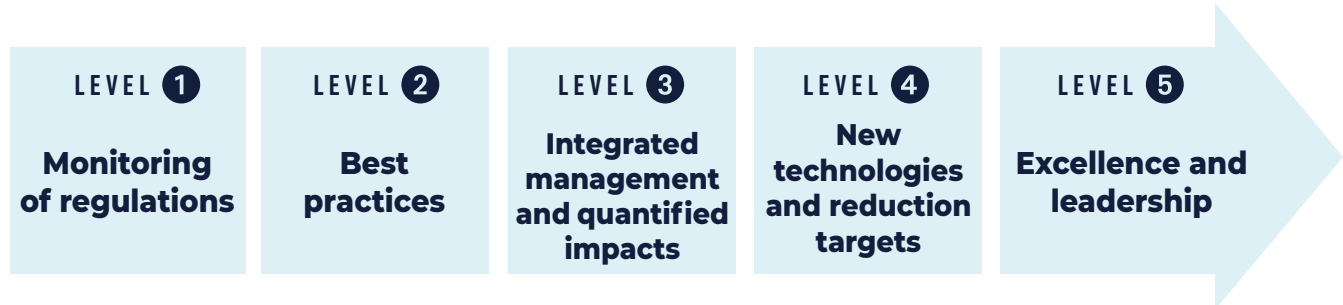 LEVEL 1
Monitoring
of regulations
LEVEL 2
Best
practices
LEVEL 3
Integrated
management
and quantified
impacts
LEVEL 4
New
technologies
and reduction
targets
LEVEL 5
Excellence and
leadership